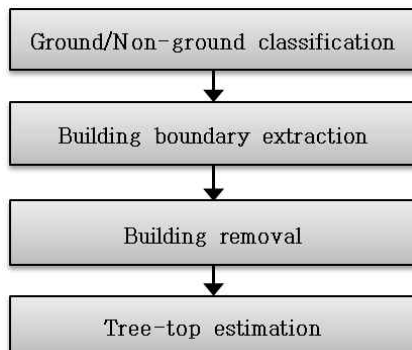 Ground/Non-ground classification
Building boundary extraction
Building removal
Tree-top estimation